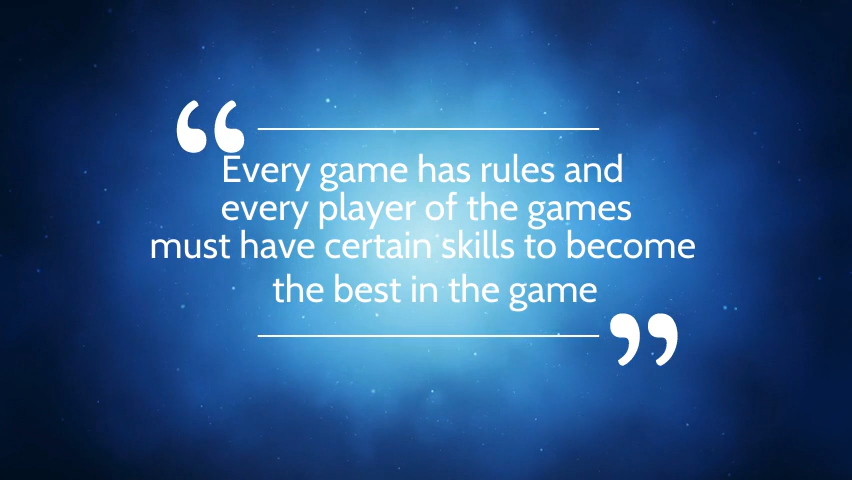 “
Every game has rules and
every player of the games
must have certain skills to become
the best in the game
”